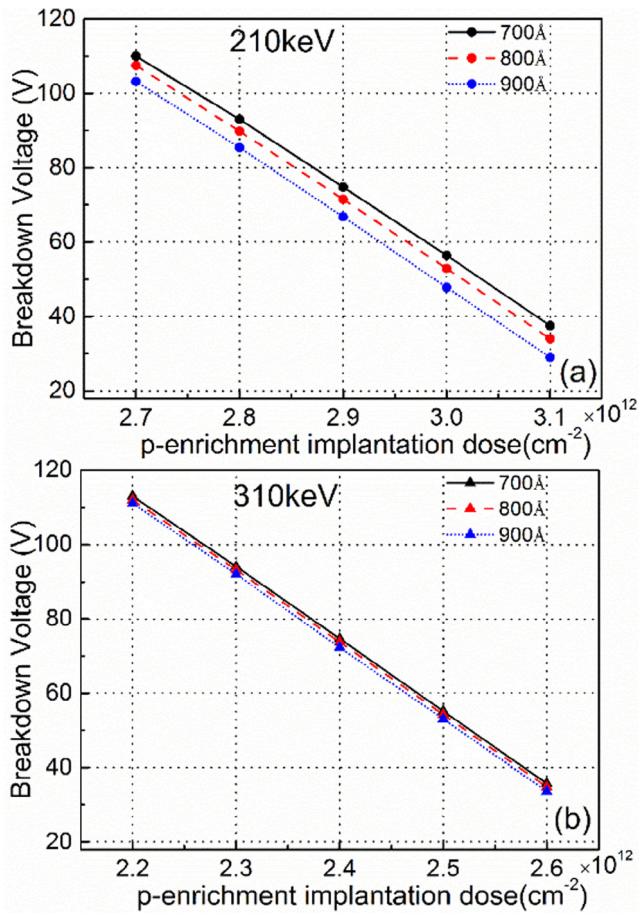 210keV
700Å
800Å
900Å
Breakdown Voltage (V)
120
100
80
60
40
20
(a)
2.7 2.8 2.9 3.0 3.1 ×10¹²
p-enrichment implantation dose(cm⁻²)
310keV
700Å
800Å
900Å
Breakdown Voltage (V)
120
100
80
60
40
20
(b)
2.2 2.3 2.4 2.5 2.6 ×10¹²
p-enrichment implantation dose(cm⁻²)